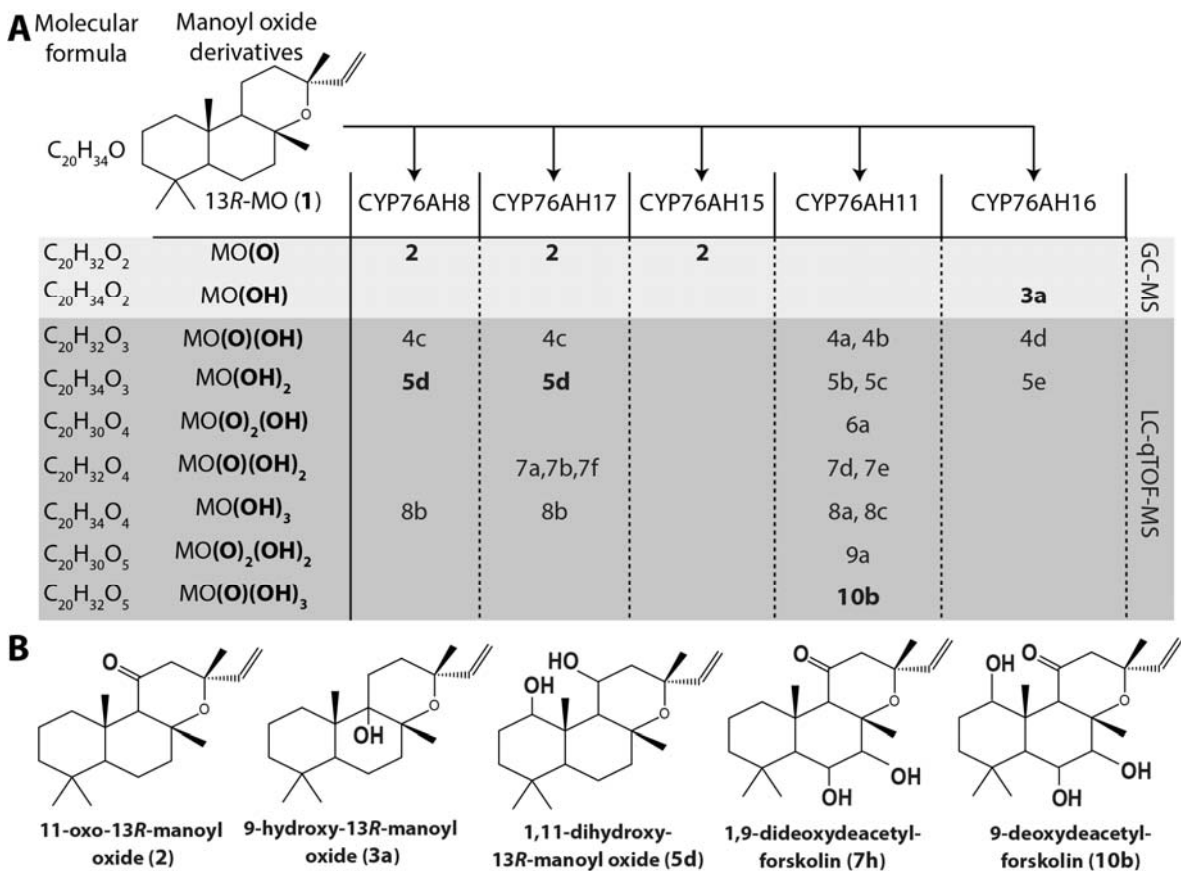 A
Molecular formula
Manoyl oxide derivatives
O
C₂₀H₃₄O
13R-MO (1)
CYP76AH8 CYP76AH17 CYP76AH15 CYP76AH11 CYP76AH16
C₂₀H₃₂O₂ MO(O) 2 2 2
C₂₀H₃₄O₂ MO(OH) 3a
GC-MS
C₂₀H₃₂O₃ MO(O)(OH) 4c 4c 4a, 4b 4d
C₂₀H₃₄O₃ MO(OH)₂ 5d 5d 5b, 5c 5e
C₂₀H₃₀O₄ MO(O)₂(OH) 6a
C₂₀H₃₂O₄ MO(O)(OH)₂ 7a,7b,7f 7d, 7e
C₂₀H₃₄O₄ MO(OH)₃ 8b 8b 8a, 8c
C₂₀H₃₀O₅ MO(O)₂(OH)₂ 9a
C₂₀H₃₂O₅ MO(O)(OH)₃ 10b
LC-qTOF-MS
B
O
O
11-oxo-13R-manoyl
oxide (2)
O
OH
9-hydroxy-13R-manoyl
oxide (3a)
HO
OH
O
1,11-dihydroxy-
13R-manoyl oxide (5d)
O
O
OH
OH
1,9-dideoxydeacetyl-
forskolin (7h)
OH
O
O
OH
OH
9-deoxydeacetyl-
forskolin (10b)